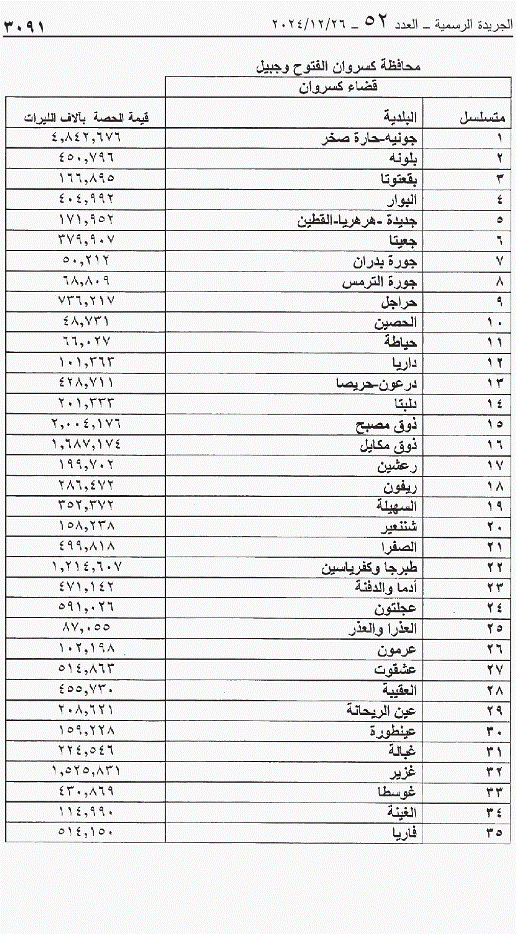 الجريدة الرسمية ــ العدد ٥٢ ــ ٢٠٢٤/١٢/٢٦ ٣٠٩١
محافظة كسروان الفتوح وجبيل
قضاء كسروان
متسلسل البلدية قيمة الحصة بآلاف الليرات
١ جونيه-حارة صخر ٤,٨٤٢,٦٧٦
٢ بلونه ٤٥٠,٧٩٦
٣ بقعتوتا ١٦٦,٨٩٥
٤ البوار ٤٠٤,٩٩٢
٥ جديدة -هرهريا-القطين ١٧١,٩٥٢
٦ جعيتا ٣٧٩,٩٠٧
٧ جورة بدران ٥٠,٢١٢
٨ جورة الترمس ٦٨,٨٠٩
٩ حراجل ٧٣٦,٢١٧
١٠ الحصين ٤٨,٧٣١
١١ حياطة ٦٦,٠٢٧
١٢ داريا ١٠١,٣٦٣
١٣ درعون-حريصا ٤٢٨,٧١١
١٤ دلبتا ٢٠١,٣٣٣
١٥ ذوق مصبح ٢,٠٠٤,١٧٦
١٦ ذوق مكايل ١,٦٨٧,١٧٤
١٧ رعشين ١٩٩,٧٠٢
١٨ ريفون ٢٨٦,٤٧٢
١٩ السهيلة ٣٥٢,٣٧٢
٢٠ شننعير ١٥٨,٢٣٨
٢١ الصفرا ٤٩٩,٨١٨
٢٢ طبرجا وكفرياسين ١,٢١٤,٦٠٧
٢٣ أدما والدفنة ٤٧١,١٤٢
٢٤ عجلتون ٥٩١,٠٢٦
٢٥ العذرا والعذر ٨٧,٠٥٥
٢٦ عرمون ١٠٢,١٩٨
٢٧ عشقوت ٥١٤,٨٦٣
٢٨ العقيبة ٤٥٥,٧٣٠
٢٩ عين الريحانة ٢٠٨,٦٢١
٣٠ عينطورة ١٥٩,٢٢٨
٣١ غبالة ٢٢٤,٥٤٦
٣٢ غزير ١,٥٢٥,٨٣١
٣٣ غوسطا ٤٣٠,٨٦٩
٣٤ الغينة ١١٤,٩٩٠
٣٥ فاريا ٥١٤,١٥٠